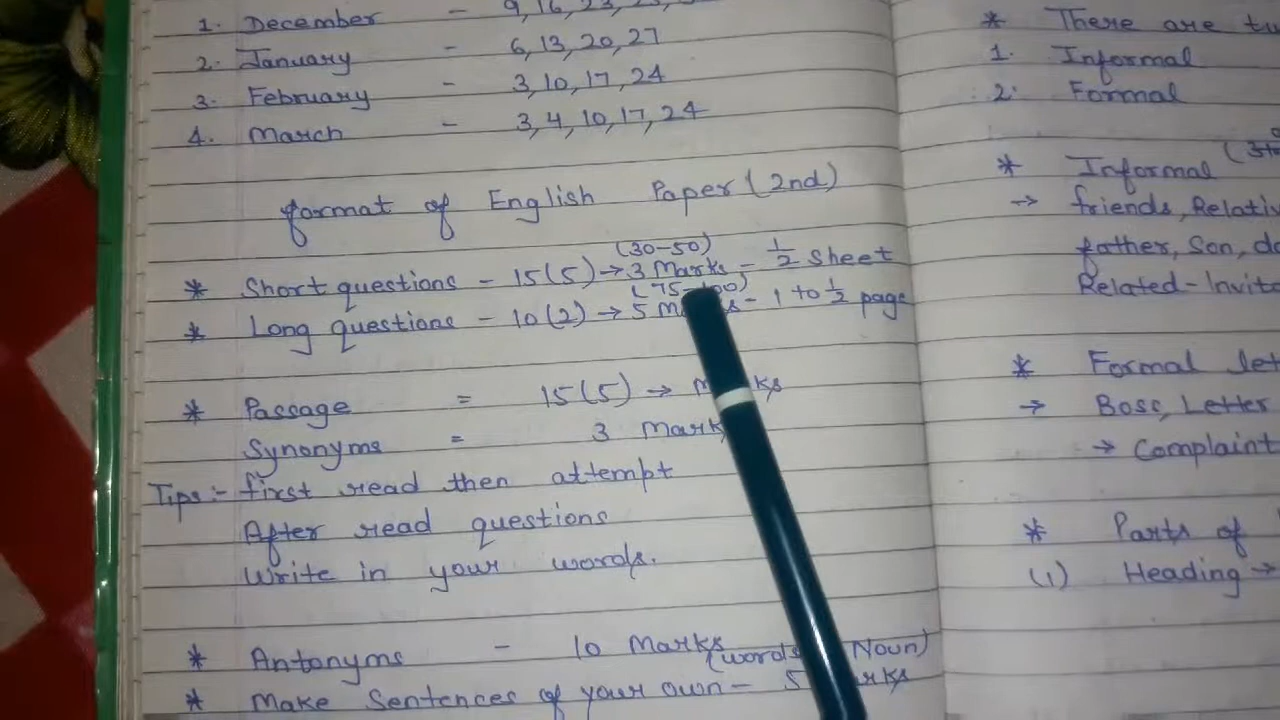 1. December - 9, 16, 23,
2. January - 6, 13, 20, 27
3. February - 3, 10, 17, 24
4. March - 3, 4, 10, 17, 24
format of English Paper (2nd)
(30-50)
* Short questions - 15(5) → 3 Marks - 1/2 Sheet
(75-100)
* Long questions - 10(2) → 5 - 1 to 1/2 page
* Passage = 15(5) →
Synonyms = 3 Mark
Tips:- first read then attempt
After read questions
Write in your words.
* Antonyms - 10 Marks
(words Noun)
* Make Sentences of your own - 5
* There are
1. Informal
2. Formal
* Informal
→ friends,
father, Son,
Related-
* Formal
→ Boss, Letter
→ Complaint
* Parts of
(1) Heading →